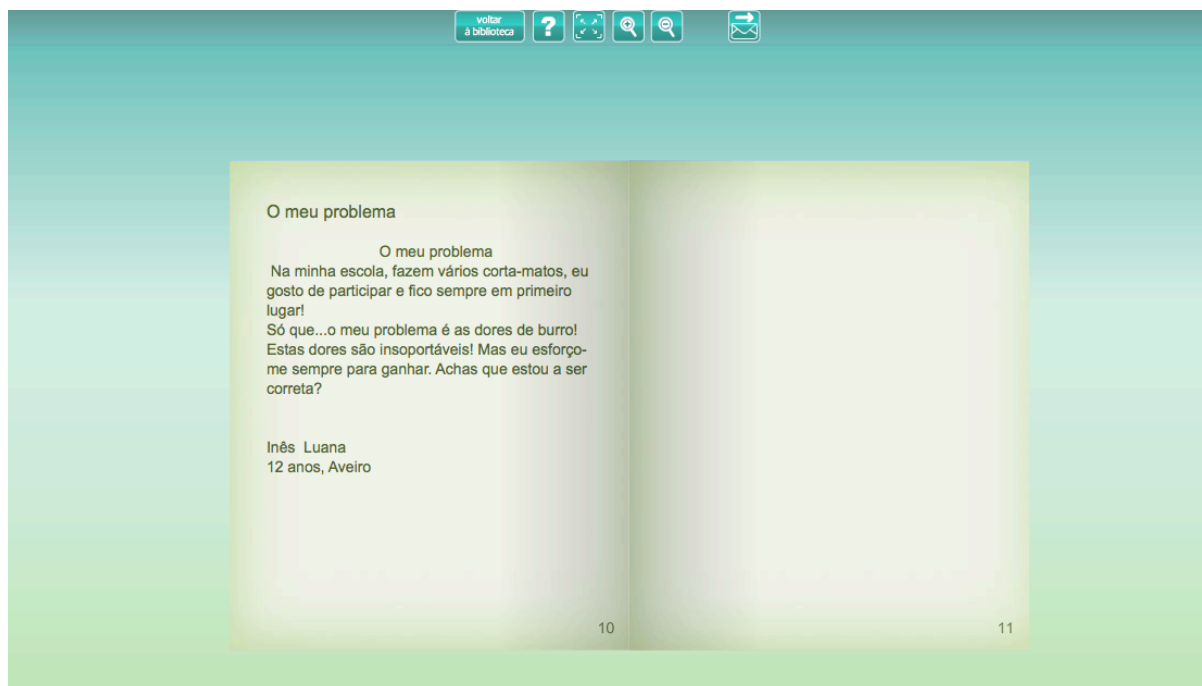 voltar
à biblioteca
?
O meu problema
O meu problema
Na minha escola, fazem vários corta-matos, eu
gosto de participar e fico sempre em primeiro
lugar!
Só que...o meu problema é as dores de burro!
Estas dores são insoportáveis! Mas eu esforço-
me sempre para ganhar. Achas que estou a ser
correta?
Inês Luana
12 anos, Aveiro
10
11